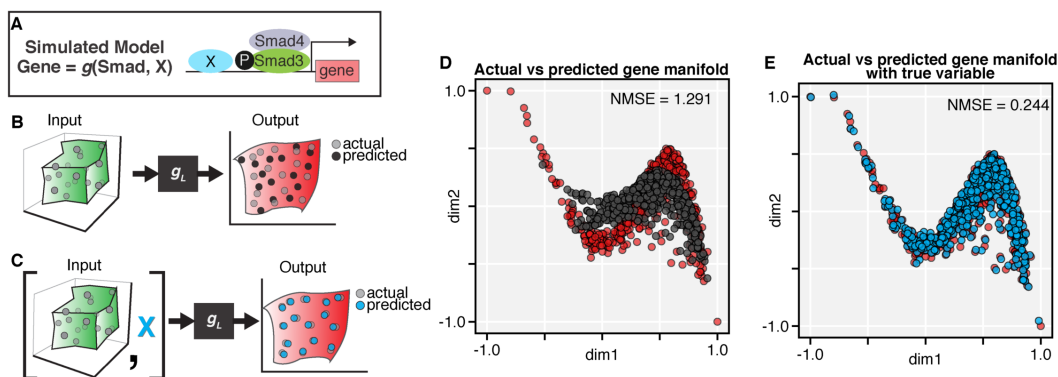 A
Simulated Model
Gene = g(Smad, X)
X
P
Smad4
Smad3
gene
B
Input
Output
gL
actual
predicted
C
Input
Output
X
,
gL
actual
predicted
D
Actual vs predicted gene manifold
NMSE = 1.291
1.0
dim2
-1.0
-1.0
dim1
1.0
E
Actual vs predicted gene manifold
with true variable
NMSE = 0.244
1.0
dim2
-1.0
-1.0
dim1
1.0